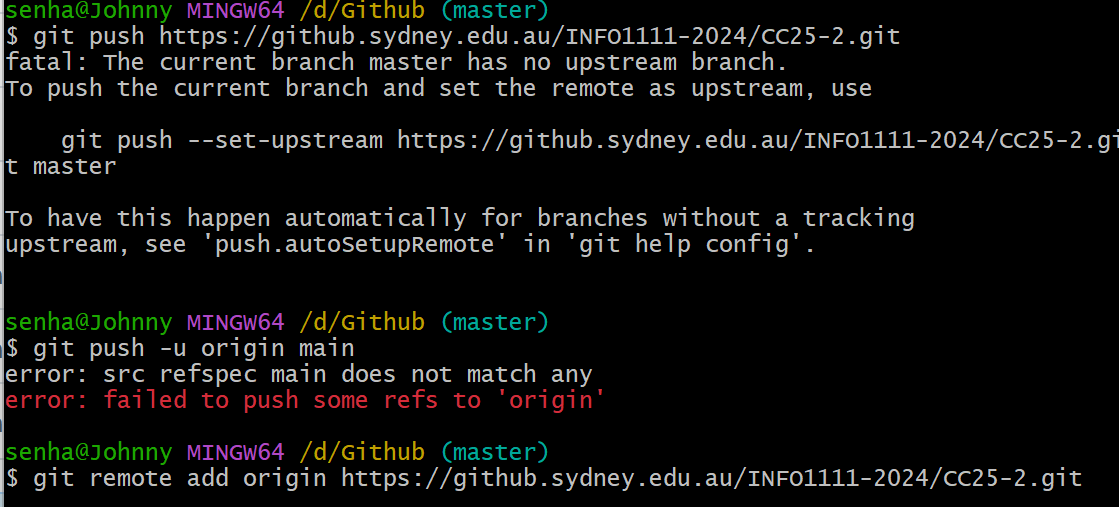 senha@Johnny MINGW64 /d/Github (master)
$ git push https://github.sydney.edu.au/INFO1111-2024/CC25-2.git
fatal: The current branch master has no upstream branch.
To push the current branch and set the remote as upstream, use
    git push --set-upstream https://github.sydney.edu.au/INFO1111-2024/CC25-2.gi
t master
To have this happen automatically for branches without a tracking
upstream, see 'push.autoSetupRemote' in 'git help config'.
senha@Johnny MINGW64 /d/Github (master)
$ git push -u origin main
error: src refspec main does not match any
error: failed to push some refs to 'origin'
senha@Johnny MINGW64 /d/Github (master)
$ git remote add origin https://github.sydney.edu.au/INFO1111-2024/CC25-2.git